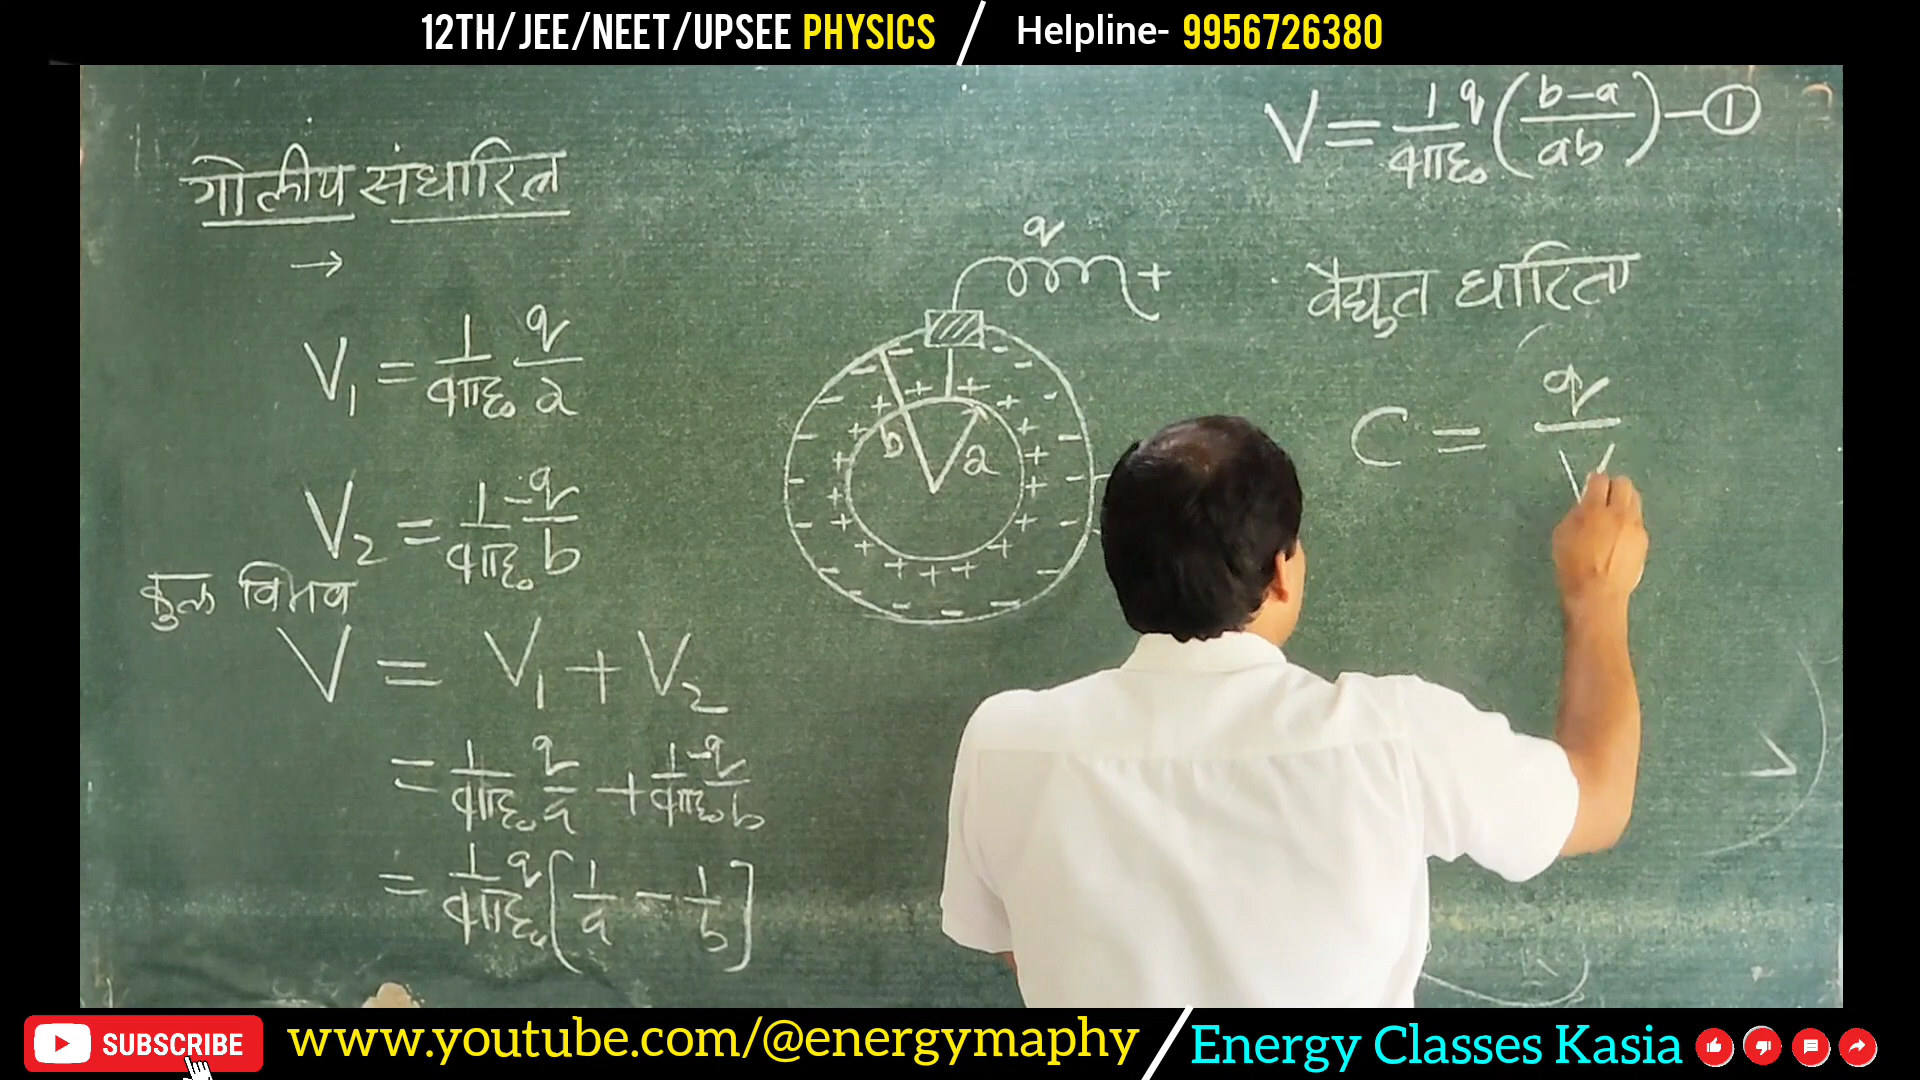 12TH/JEE/NEET/UPSEE PHYSICS / Helpline- 9956726380
गोलीय संधारित्र
→
V₁ = 1/4πε₀ q/a
V₂ = 1/4πε₀ -q/b
कुल विभव
V = V₁ + V₂
= 1/4πε₀ q/a + 1/4πε₀ -q/b
= 1/4πε₀ q [1/a - 1/b]
q
+
b
a
V = 1/4πε₀ q (b-a/ab) - ①
वैद्युत धारिता
C = q/V
SUBSCRIBE
www.youtube.com/@energymaphy / Energy Classes Kasia